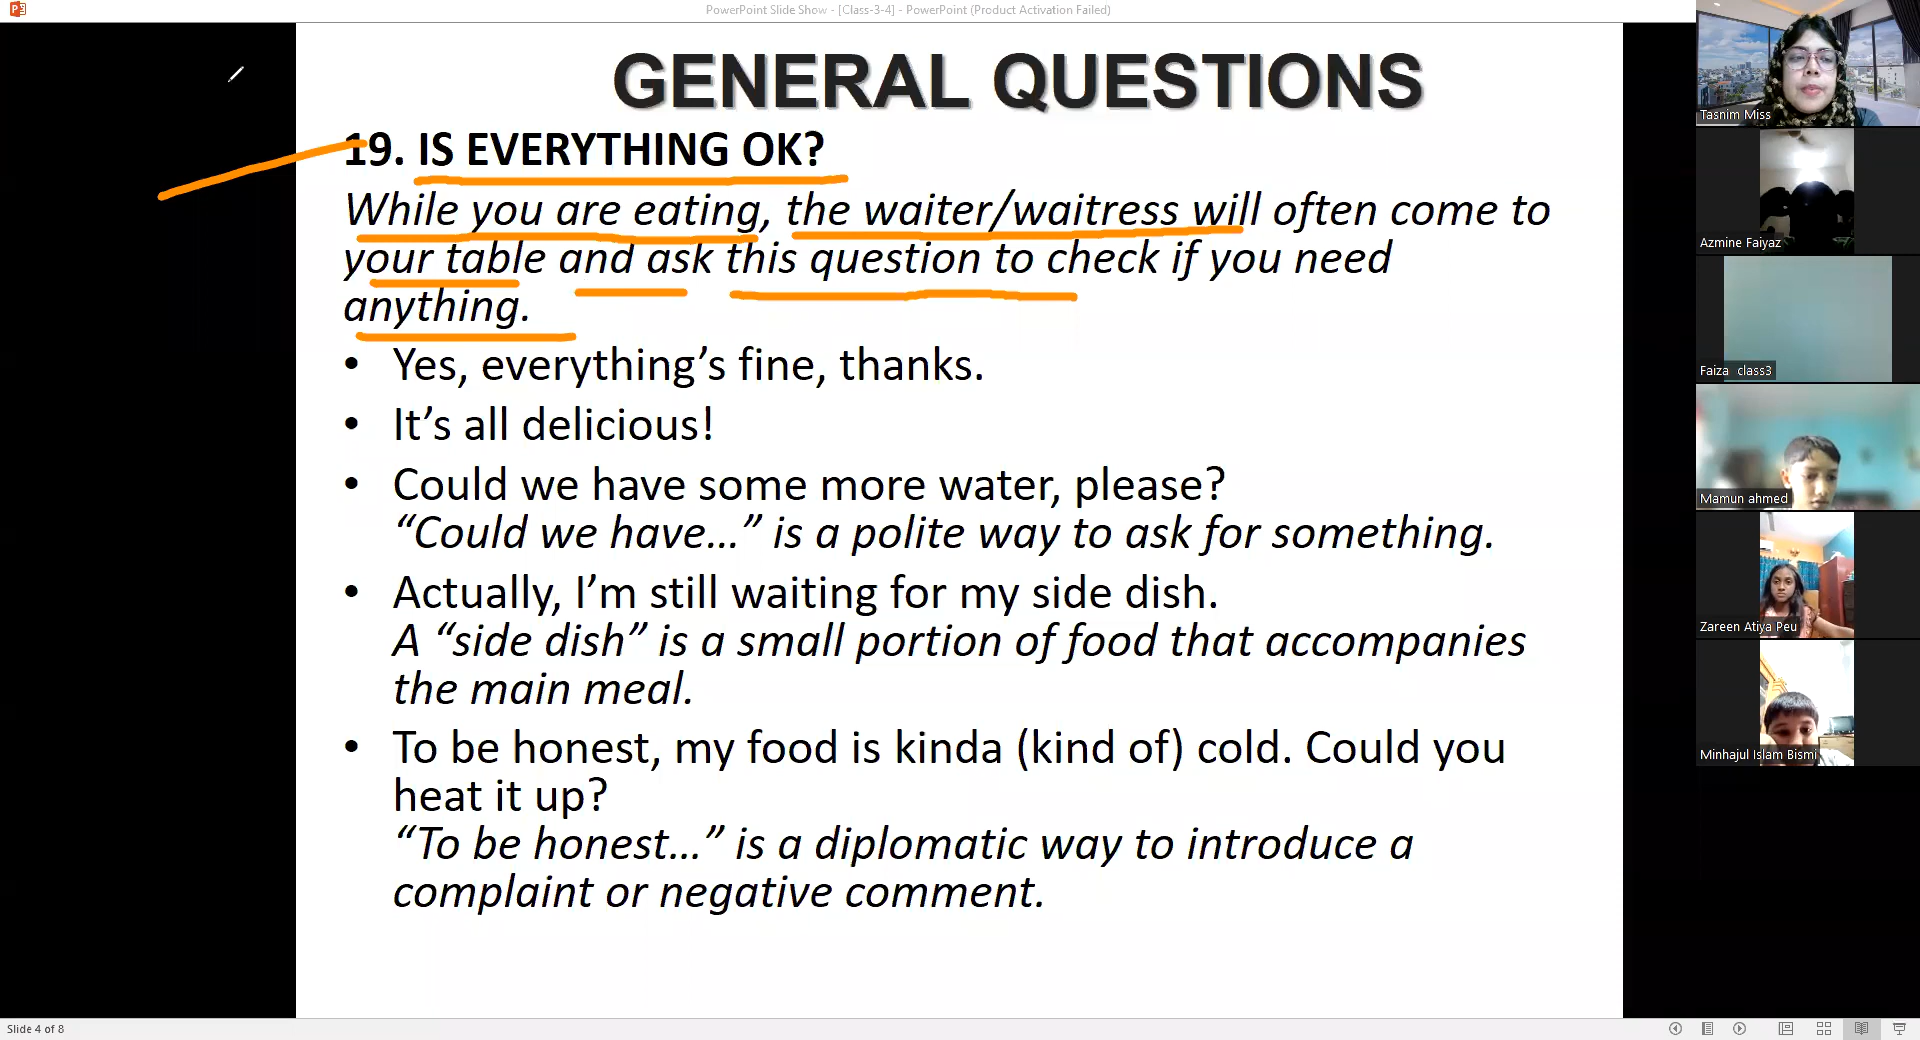 PowerPoint Slide Show - [Class-3-4] - PowerPoint (Product Activation Failed)
GENERAL QUESTIONS
19. IS EVERYTHING OK?
While you are eating, the waiter/waitress will often come to
your table and ask this question to check if you need
anything.
• Yes, everything’s fine, thanks.
• It’s all delicious!
• Could we have some more water, please?
“Could we have...” is a polite way to ask for something.
• Actually, I’m still waiting for my side dish.
A “side dish” is a small portion of food that accompanies
the main meal.
• To be honest, my food is kinda (kind of) cold. Could you
heat it up?
“To be honest...” is a diplomatic way to introduce a
complaint or negative comment.
Tasnim Miss
Azmine Faiyaz
Faiza class3
Mamun ahmed
Zareen Atiya Peu
Minhajul Islam Bismi
Slide 4 of 8